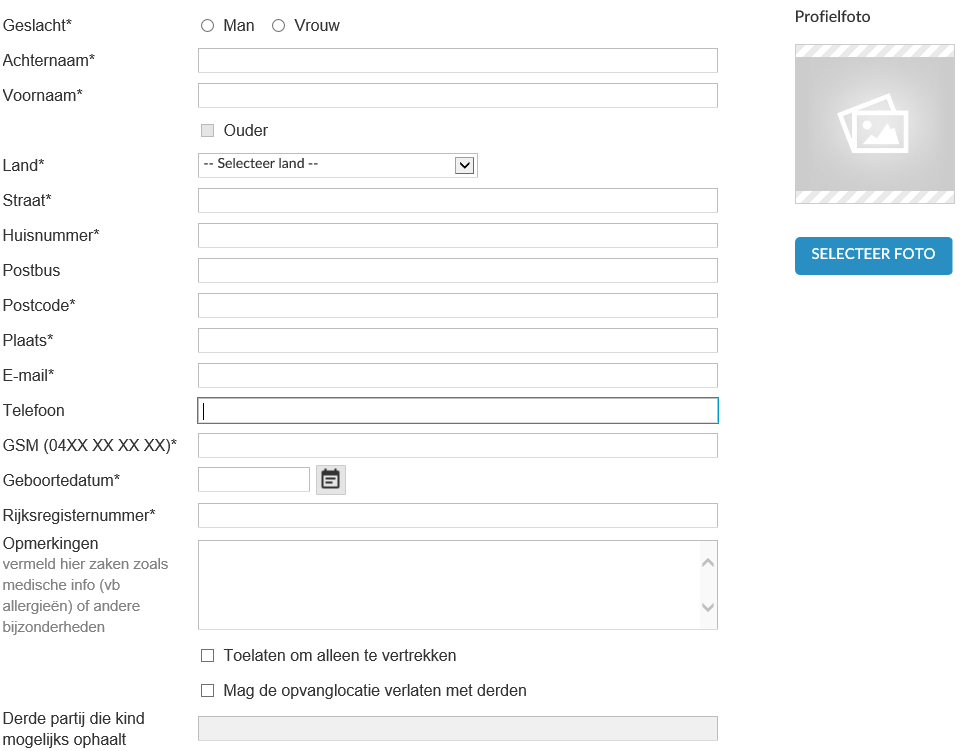 Geslacht* Man Vrouw
Profielfoto
Achternaam*
Voornaam*
Ouder
Land* -- Selecteer land --
Straat*
Huisnummer*
SELECTEER FOTO
Postbus
Postcode*
Plaats*
E-mail*
Telefoon
GSM (04XX XX XX XX)*
Geboortedatum*
Rijksregisternummer*
Opmerkingen
vermeld hier zaken zoals
medische info (vb
allergieën) of andere
bijzonderheden
Toelaten om alleen te vertrekken
Mag de opvanglocatie verlaten met derden
Derde partij die kind
mogelijks ophaalt